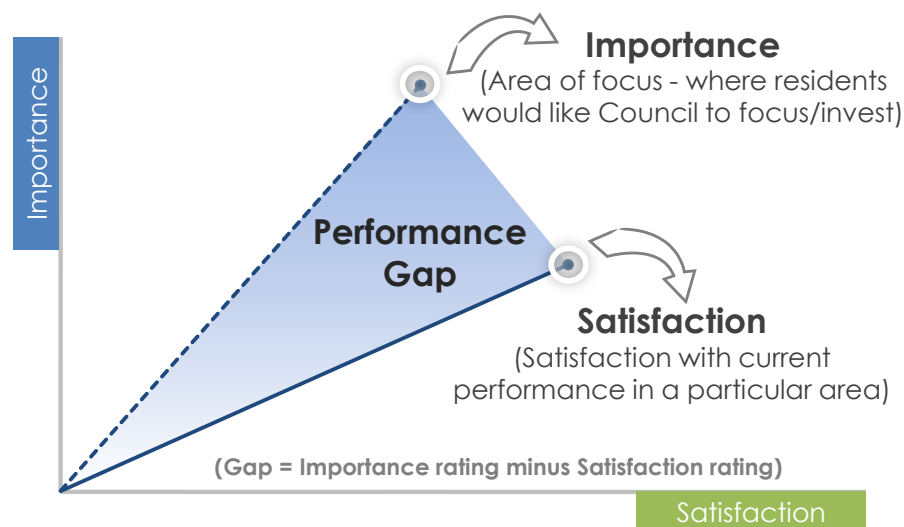 Importance
Importance
(Area of focus - where residents
would like Council to focus/invest)
Performance
Gap
Satisfaction
(Satisfaction with current
performance in a particular area)
(Gap = Importance rating minus Satisfaction rating)
Satisfaction